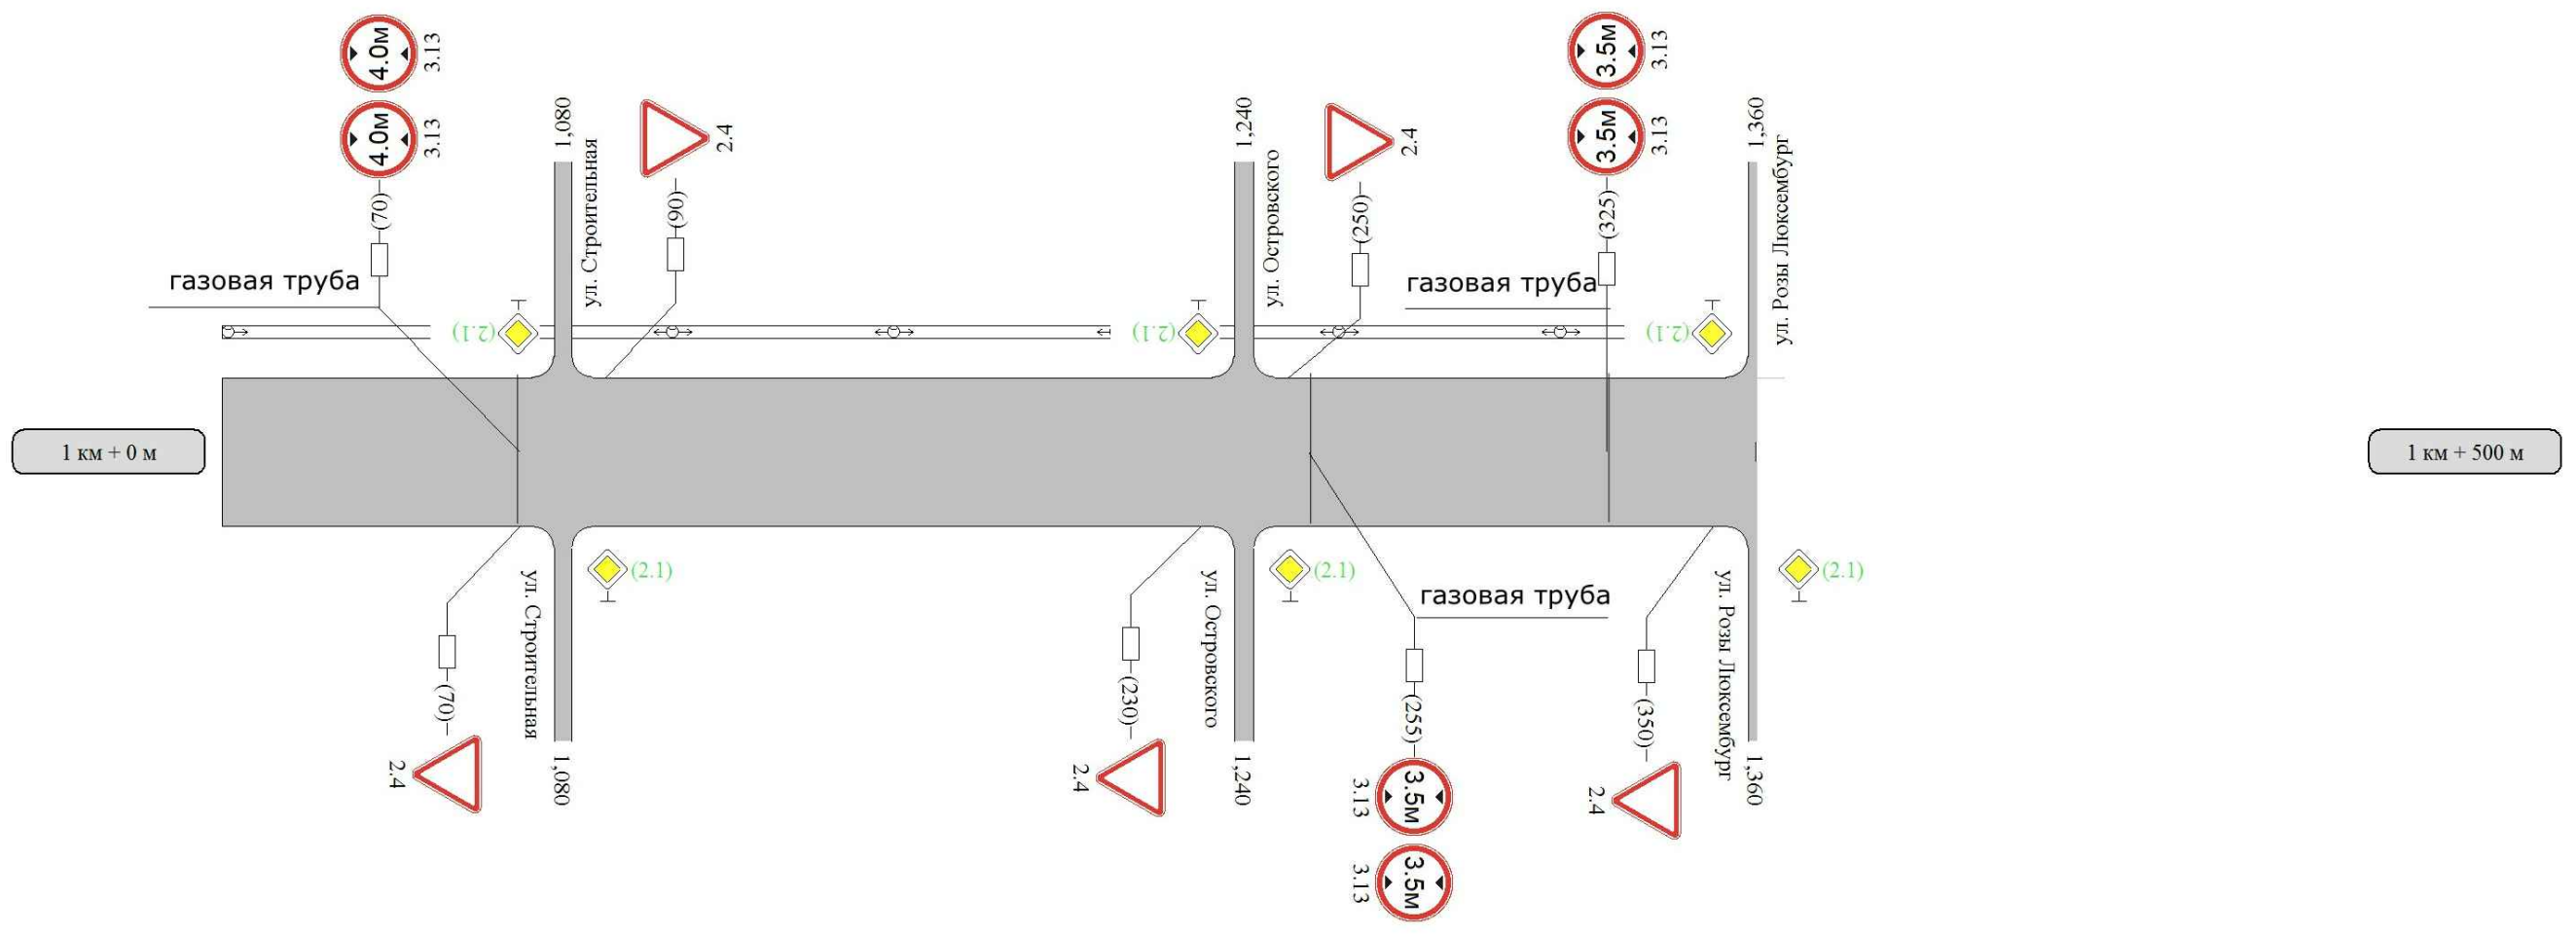 4.0м
3.13
4.0м
3.13
(70)
1,080
ул. Строительная
2.4
(90)
1,240
ул. Островского
2.4
(250)
3.5м
3.13
3.5м
3.13
(325)
1,360
ул. Розы Люксембург
газовая труба
газовая труба
(2.1)
(2.1)
(2.1)
1 км + 0 м
1 км + 500 м
(2.1)
(2.1)
(2.1)
ул. Строительная
1,080
(70)
2.4
ул. Островского
1,240
(230)
2.4
газовая труба
(255)
3.5м
3.13
3.5м
3.13
(350)
2.4
ул. Розы Люксембург
1,360